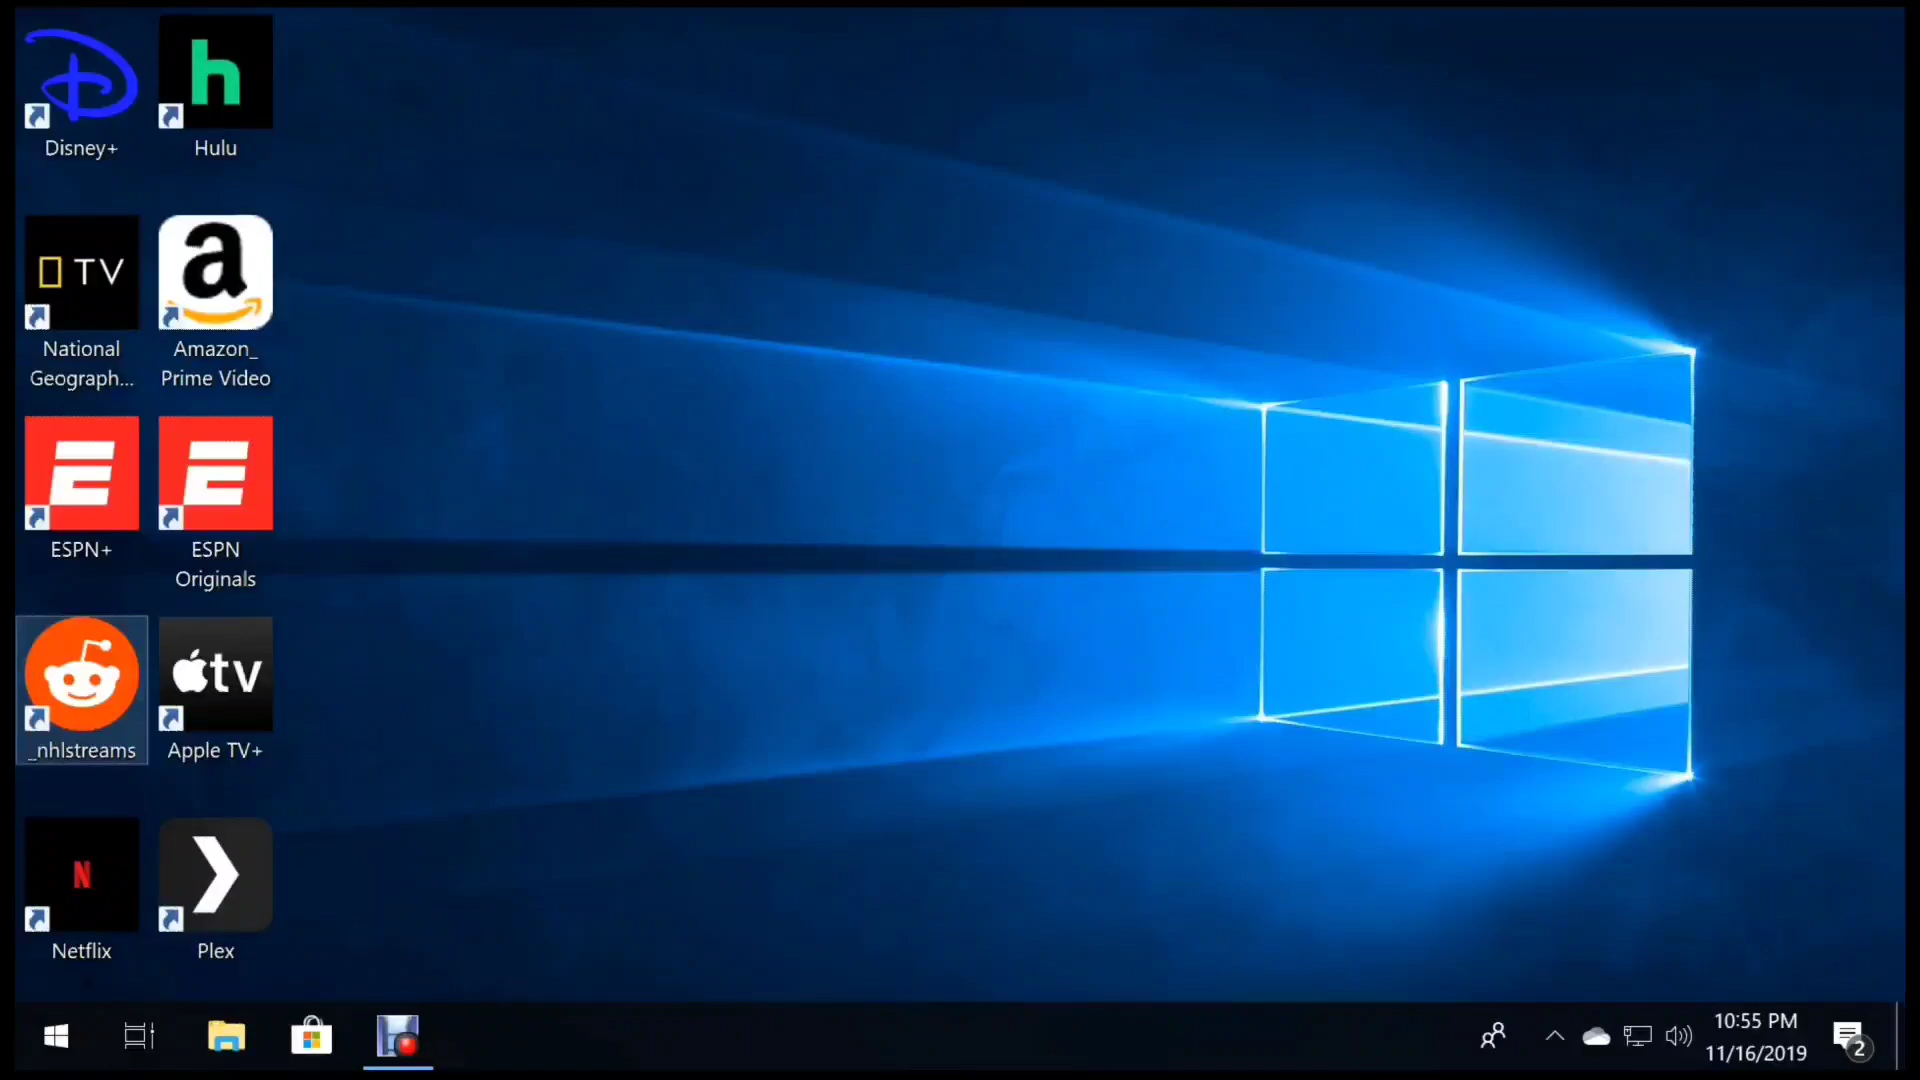 Disney+
h
Hulu
TV
National
Geograph...
a
Amazon_
Prime Video
ESPN+
ESPN
Originals
_nhlstreams
tv
Apple TV+
N
Netflix
Plex
10:55 PM
11/16/2019
2